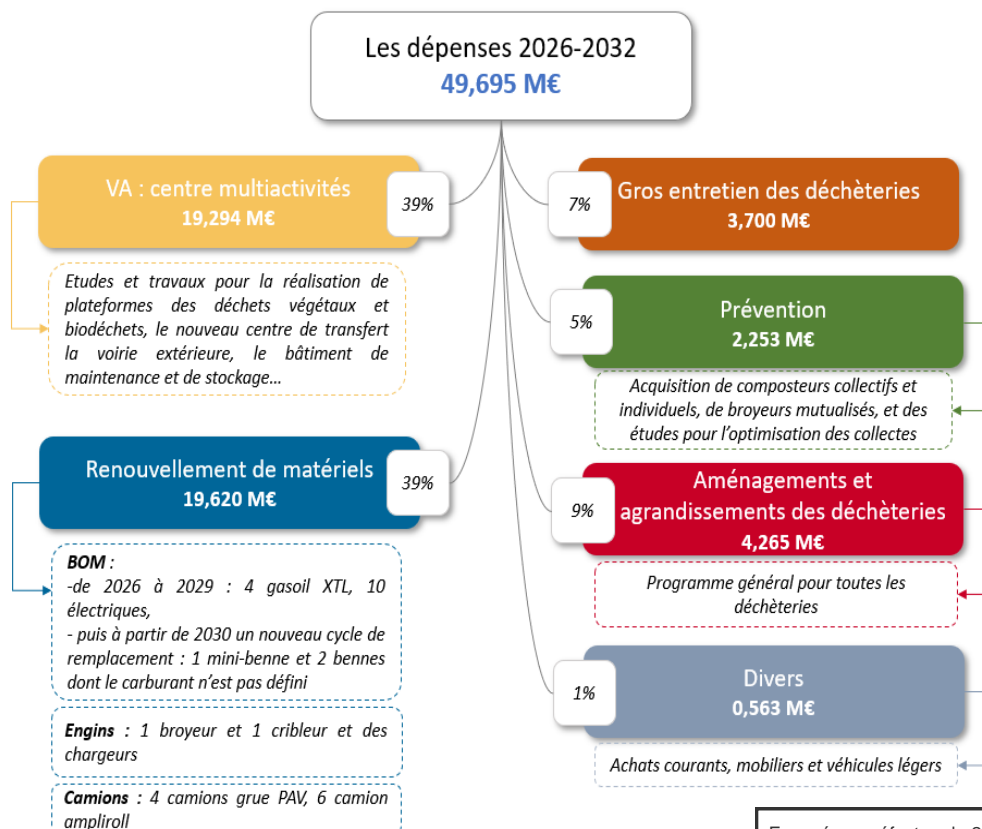 Les dépenses 2026-2032
49,695 M€
VA : centre multiactivités
19,294 M€
39%
Etudes et travaux pour la réalisation de
plateformes des déchets végétaux et
biodéchets, le nouveau centre de transfert
la voirie extérieure, le bâtiment de
maintenance et de stockage…
Renouvellement de matériels
19,620 M€
39%
BOM :
-de 2026 à 2029 : 4 gasoil XTL, 10
électriques,
- puis à partir de 2030 un nouveau cycle de
remplacement : 1 mini-benne et 2 bennes
dont le carburant n’est pas défini
Engins : 1 broyeur et 1 cribleur et des
chargeurs
Camions : 4 camions grue PAV, 6 camion
ampliroll
7%
Gros entretien des déchèteries
3,700 M€
5%
Prévention
2,253 M€
Acquisition de composteurs collectifs et
individuels, de broyeurs mutualisés, et des
études pour l’optimisation des collectes
9%
Aménagements et
agrandissements des déchèteries
4,265 M€
Programme général pour toutes les
déchèteries
1%
Divers
0,563 M€
Achats courants, mobiliers et véhicules légers